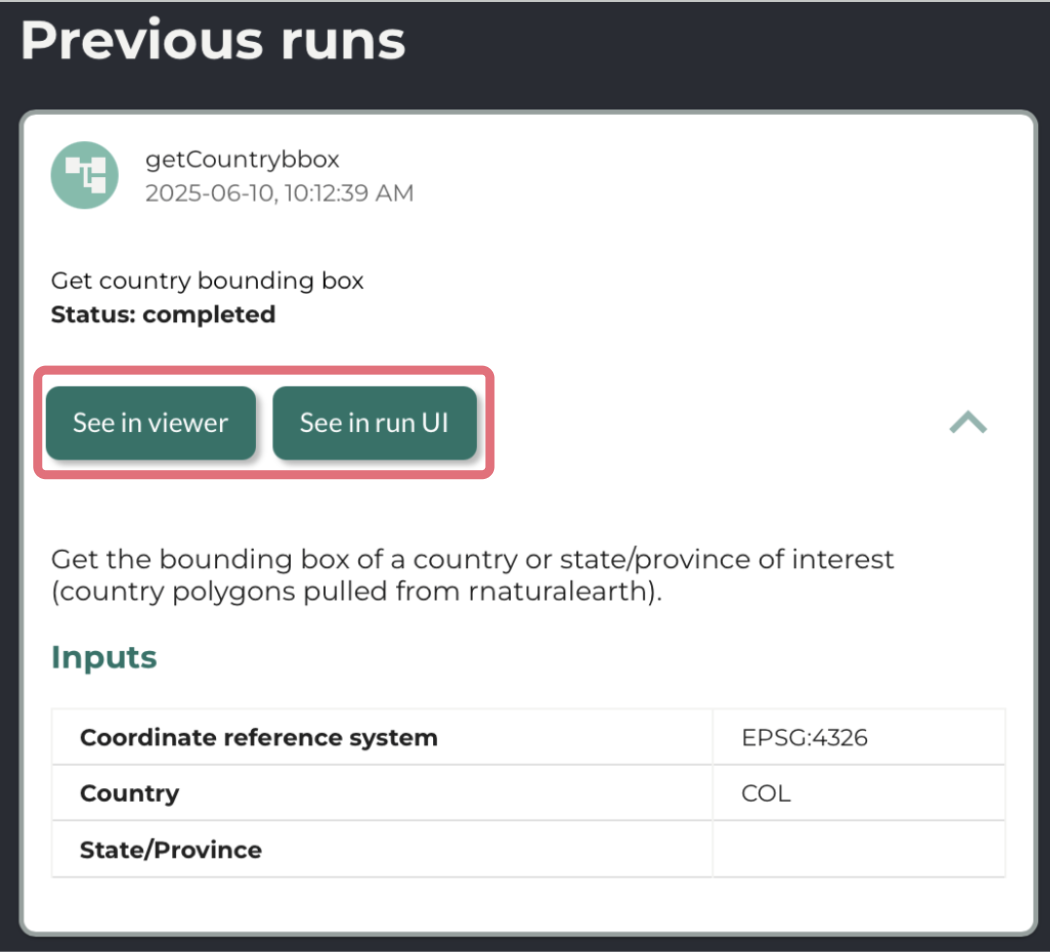 Previous runs
getCountrybbox
2025-06-10, 10:12:39 AM
Get country bounding box
Status: completed
See in viewer
See in run UI
Get the bounding box of a country or state/province of interest
(country polygons pulled from rnaturalearth).
Inputs
Coordinate reference system EPSG:4326
Country COL
State/Province